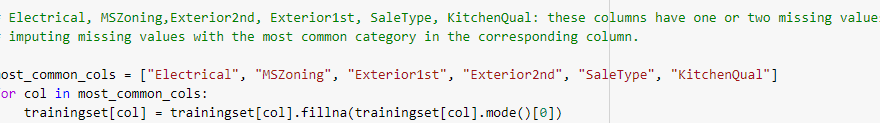 Electrical, MSZoning,Exterior2nd, Exterior1st, SaleType, KitchenQual: these columns have one or two missing value
imputing missing values with the most common category in the corresponding column.
ost_common_cols = ["Electrical", "MSZoning", "Exterior1st", "Exterior2nd", "SaleType", "KitchenQual"]
or col in most_common_cols:
trainingset[col] = trainingset[col].fillna(trainingset[col].mode()[0])